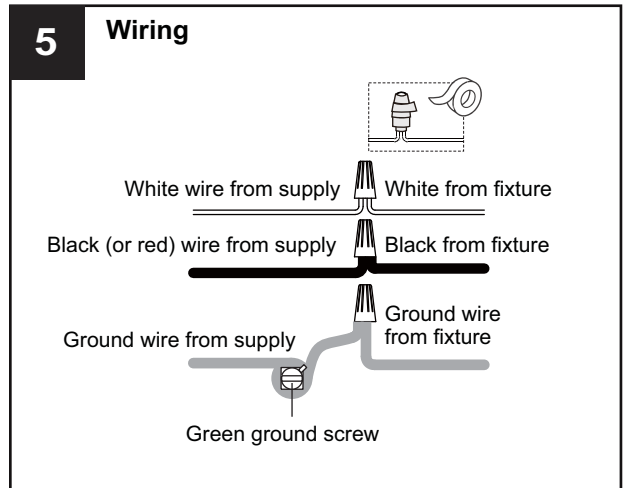 5
Wiring
White wire from supply
White from fixture
Black (or red) wire from supply
Black from fixture
Ground wire from supply
Ground wire
from fixture
Green ground screw